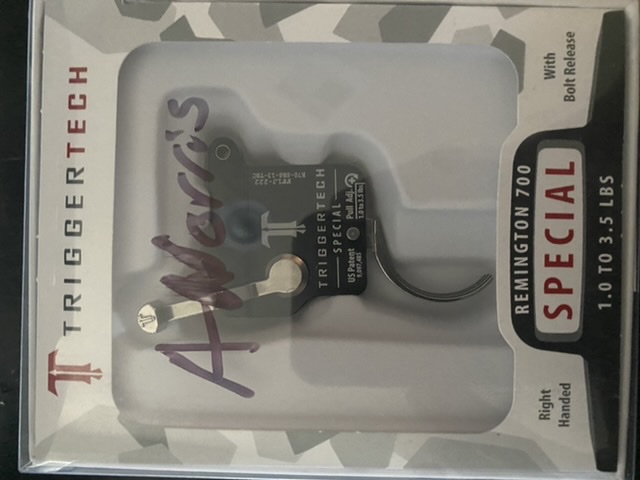 TRIGGERTECH
A Morris
TRIGGERTECH
SPECIAL
US Patent
Pull Adj.
1.0 to 3.5 lbs
REMINGTON 700
SPECIAL
1.0 TO 3.5 LBS
With
Bolt Release
Right
Handed